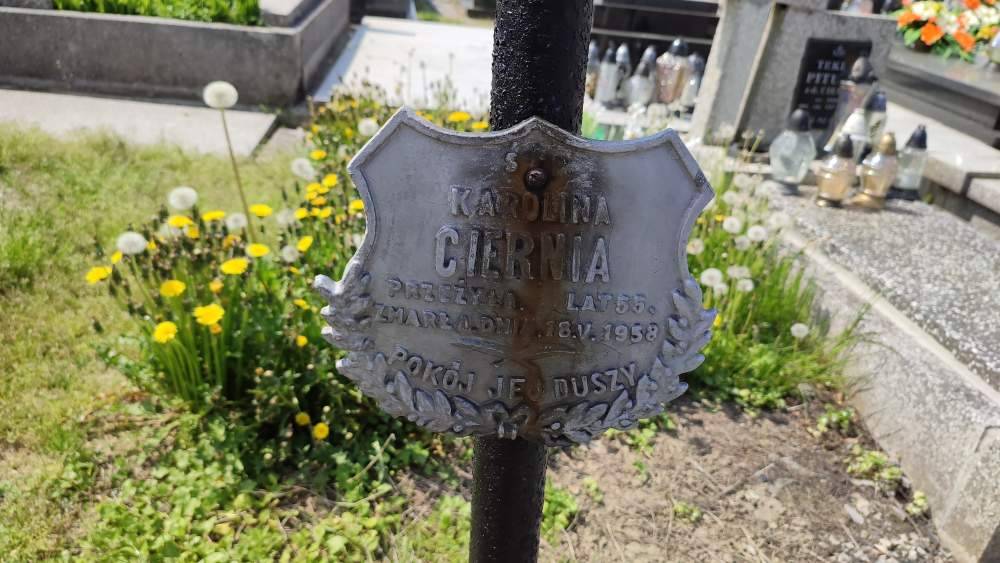 KAROLINA
CIERNIA
PRZEŻYŁA LAT 55.
ZMARŁA DNIA 18.V.1958
POKÓJ JEJ DUSZY